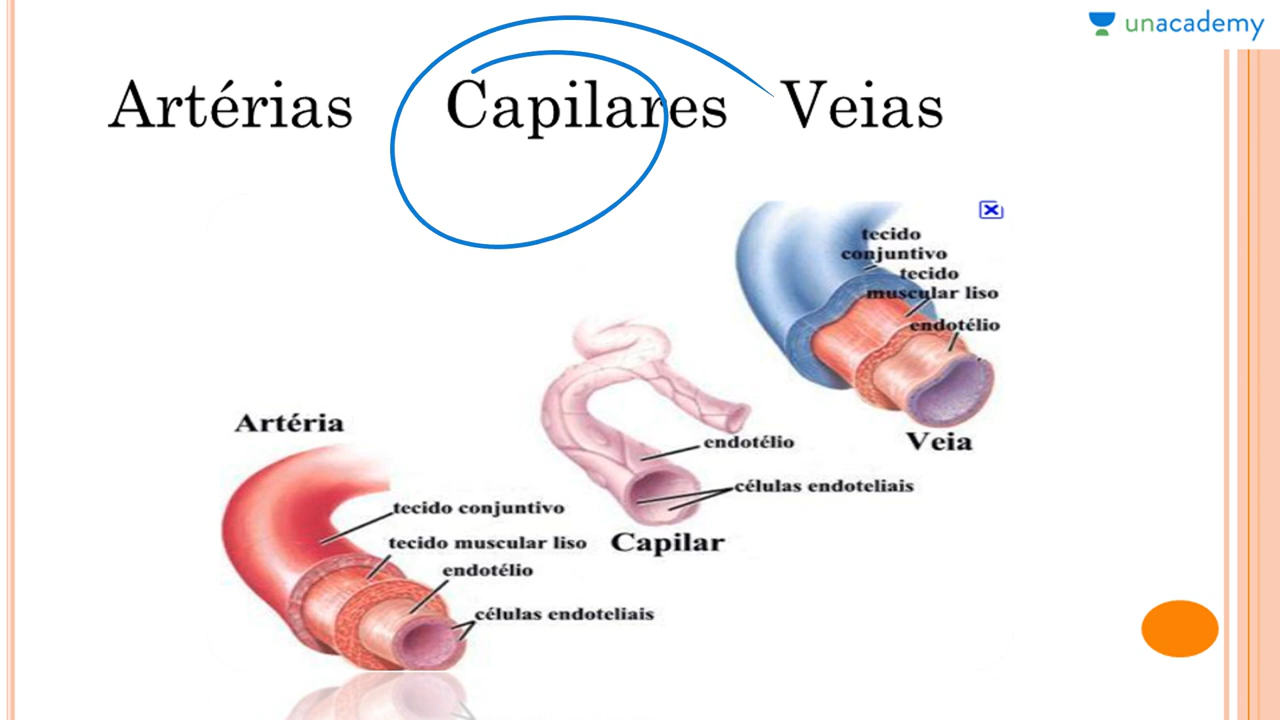 unacademy
Artérias Capilares Veias
tecido
conjuntivo
tecido
muscular liso
endotélio
Veia
endotélio
células endoteliais
Capilar
Artéria
tecido conjuntivo
tecido muscular liso
endotélio
células endoteliais